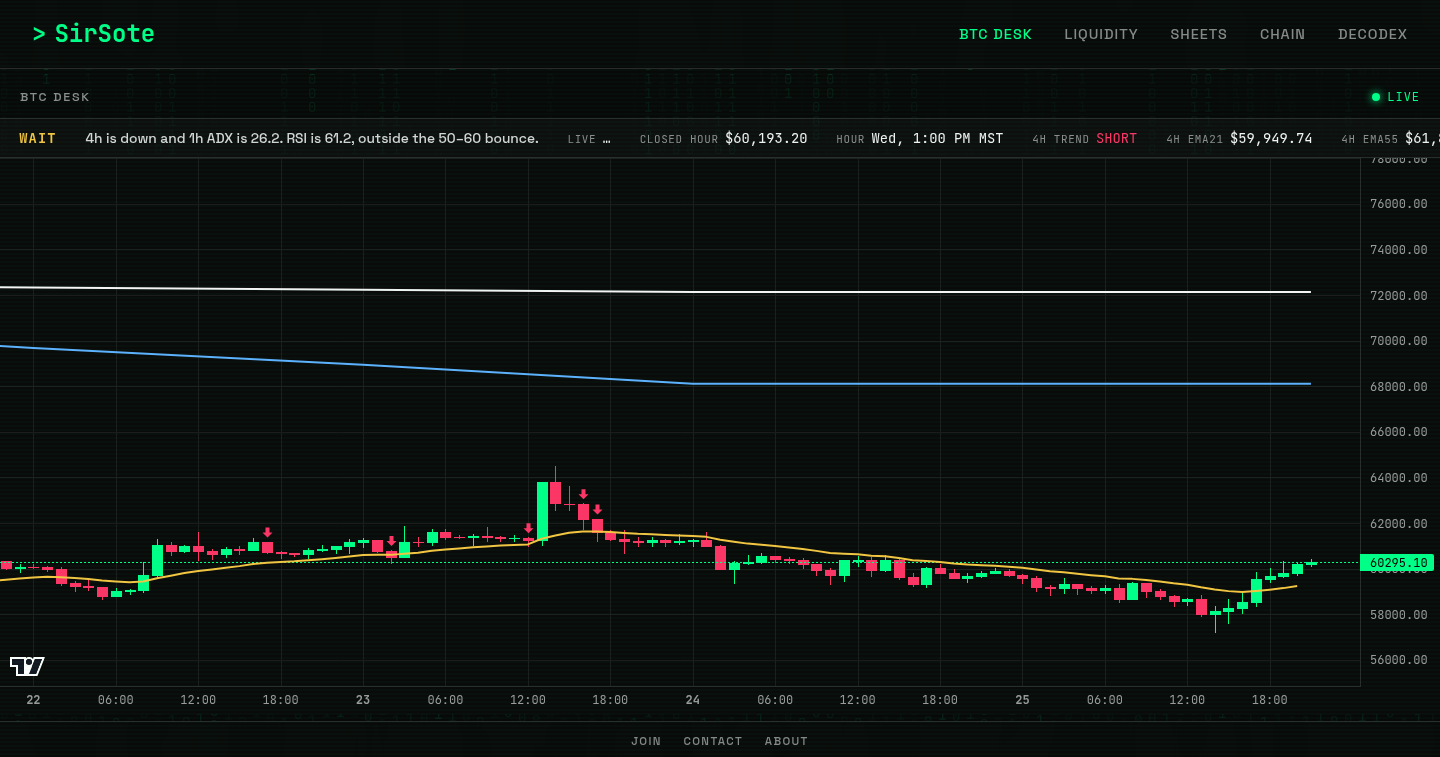 > SirSote
BTC DESK LIQUIDITY SHEETS CHAIN DECODEX
BTC DESK
LIVE
WAIT 4h is down and 1h ADX is 26.2. RSI is 61.2, outside the 50–60 bounce. LIVE … CLOSED HOUR $60,193.20 HOUR Wed, 1:00 PM MST 4H TREND SHORT 4H EMA21 $59,949.74 4H EMA55 $61,8
78000.00
76000.00
74000.00
72000.00
70000.00
68000.00
66000.00
64000.00
62000.00
60295.10
58000.00
56000.00
22 06:00 12:00 18:00 23 06:00 12:00 18:00 24 06:00 12:00 18:00 25 06:00 12:00 18:00
JOIN CONTACT ABOUT